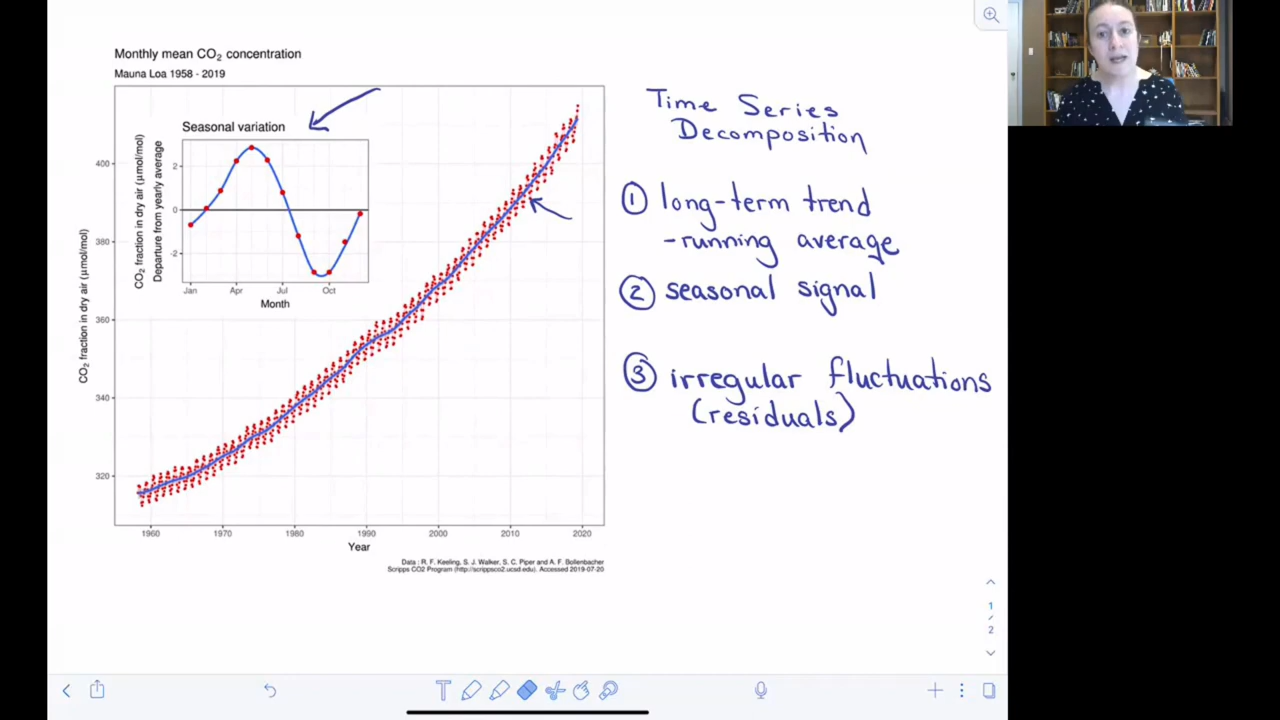 Monthly mean CO2 concentration
Mauna Loa 1958 - 2019
Seasonal variation
CO2 fraction in dry air (µmol/mol)
Departure from yearly average
2
0
-2
Jan Apr Jul Oct
Month
CO2 fraction in dry air (µmol/mol)
400
380
360
340
320
1960 1970 1980 1990 2000 2010 2020
Year
Data : R. F. Keeling, S. J. Walker, S. C. Piper and A. F. Bollenbacher
Scripps CO2 Program (http://scrippsco2.ucsd.edu). Accessed 2019-07-20
Time Series
Decomposition
1 long-term trend
-running average
2 seasonal signal
3 irregular fluctuations
(residuals)
1
/
2
T